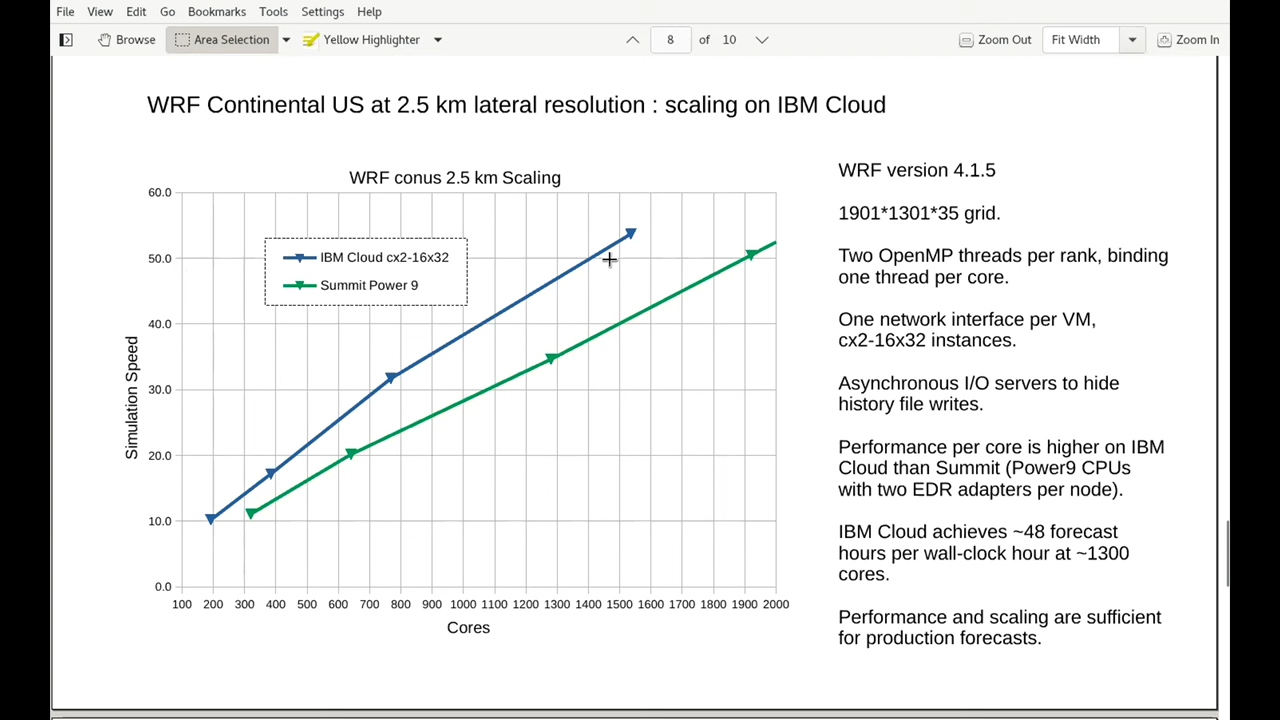 File View Edit Go Bookmarks Tools Settings Help
Browse Area Selection Yellow Highlighter 8 of 10 Zoom Out Fit Width Zoom In
WRF Continental US at 2.5 km lateral resolution : scaling on IBM Cloud
WRF conus 2.5 km Scaling
60.0
50.0
40.0
30.0
20.0
10.0
0.0
Simulation Speed
IBM Cloud cx2-16x32
Summit Power 9
100 200 300 400 500 600 700 800 900 1000 1100 1200 1300 1400 1500 1600 1700 1800 1900 2000
Cores
WRF version 4.1.5
1901*1301*35 grid.
Two OpenMP threads per rank, binding
one thread per core.
One network interface per VM,
cx2-16x32 instances.
Asynchronous I/O servers to hide
history file writes.
Performance per core is higher on IBM
Cloud than Summit (Power9 CPUs
with two EDR adapters per node).
IBM Cloud achieves ~48 forecast
hours per wall-clock hour at ~1300
cores.
Performance and scaling are sufficient
for production forecasts.